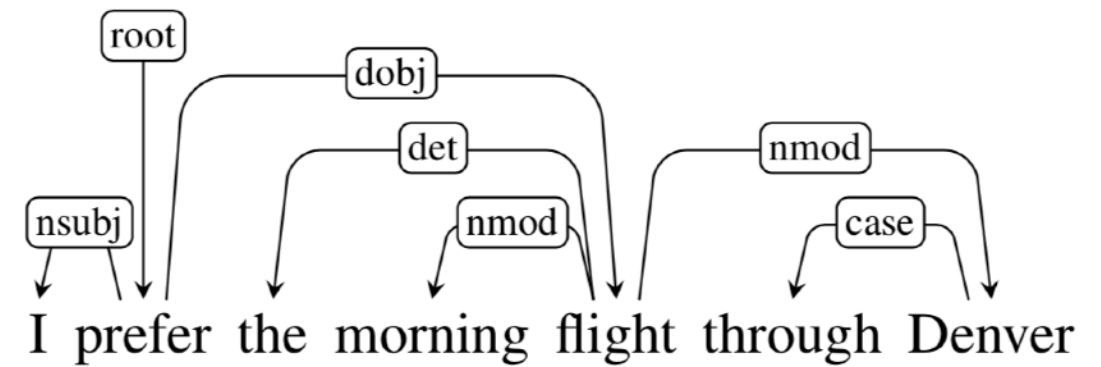 root
dobj
det nmod
nsubj nmod case
I prefer the morning flight through Denver